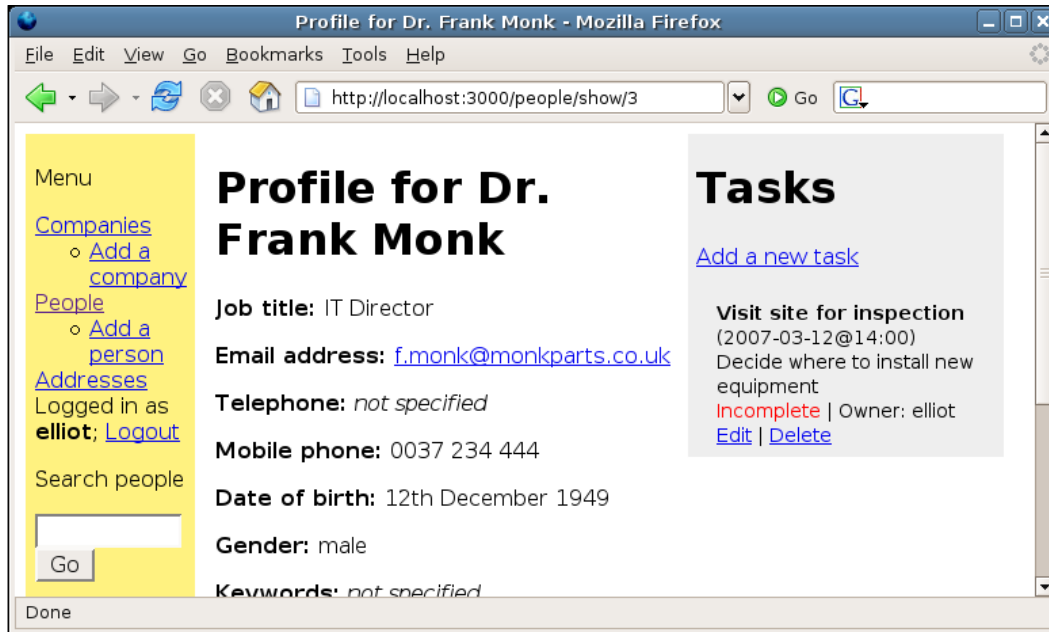 Profile for Dr. Frank Monk - Mozilla Firefox
File Edit View Go Bookmarks Tools Help
http://localhost:3000/people/show/3
Go
G
Menu
Companies
Add a
company
People
Add a
person
Addresses
Logged in as
elliot; Logout
Search people
Go
Profile for Dr.
Frank Monk
Job title: IT Director
Email address: f.monk@monkparts.co.uk
Telephone: not specified
Mobile phone: 0037 234 444
Date of birth: 12th December 1949
Gender: male
Keywords: not specified
Tasks
Add a new task
Visit site for inspection
(2007-03-12@14:00)
Decide where to install new
equipment
Incomplete | Owner: elliot
Edit | Delete
Done